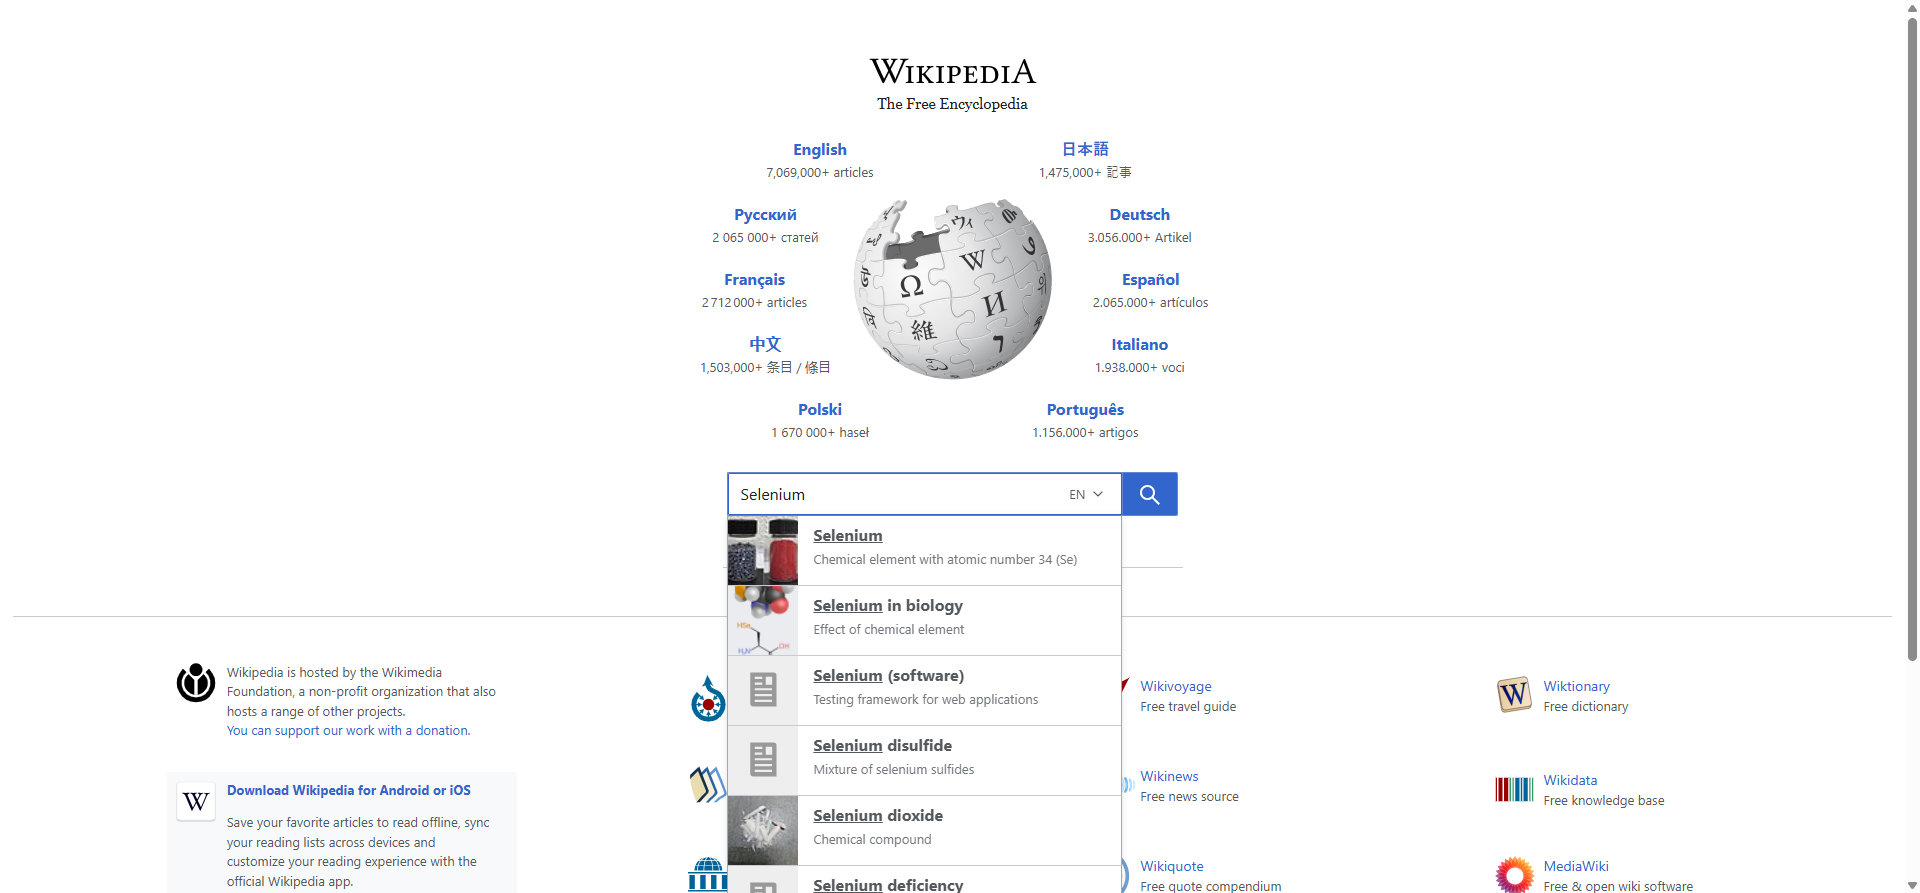 WIKIPEDIA
The Free Encyclopedia
English
7,069,000+ articles
日本語
1,475,000+ 記事
Русский
2 065 000+ статей
Deutsch
3.056.000+ Artikel
Français
2 712 000+ articles
Español
2.065.000+ artículos
中文
1,503,000+ 条目 / 條目
Italiano
1.938.000+ voci
Polski
1 670 000+ haseł
Português
1.156.000+ artigos
Ω
W
И
維
ウィ
Selenium
EN
Selenium
Chemical element with atomic number 34 (Se)
Selenium in biology
Effect of chemical element
HSe
H₂N
OH
Selenium (software)
Testing framework for web applications
Selenium disulfide
Mixture of selenium sulfides
Selenium dioxide
Chemical compound
Selenium deficiency
Wikipedia is hosted by the Wikimedia
Foundation, a non-profit organization that also
hosts a range of other projects.
You can support our work with a donation.
W
Download Wikipedia for Android or iOS
Save your favorite articles to read offline, sync
your reading lists across devices and
customize your reading experience with the
official Wikipedia app.
Wikivoyage
Free travel guide
W
Wiktionary
Free dictionary
Wikinews
Free news source
Wikidata
Free knowledge base
Wikiquote
Free quote compendium
MediaWiki
Free & open wiki software